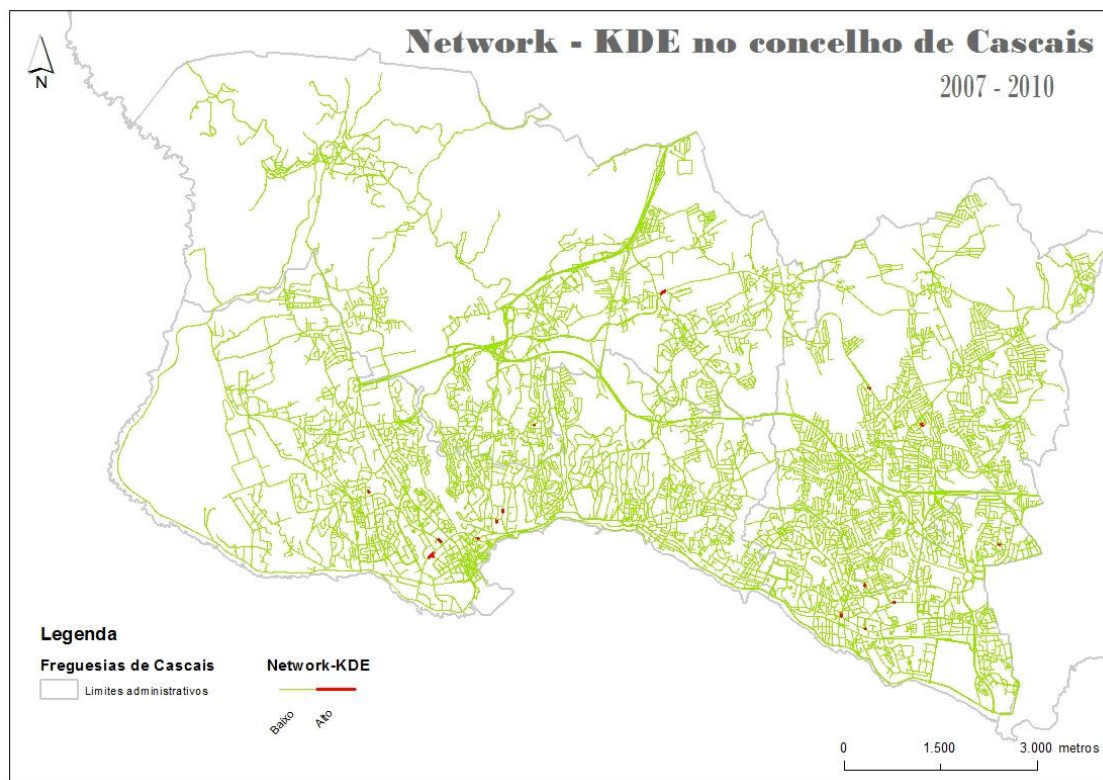 Network - KDE no concelho de Cascais
2007 - 2010
N
Legenda
Freguesias de Cascais
Limites administrativos
Network-KDE
Baixo
Alto
0 1.500 3.000 metros